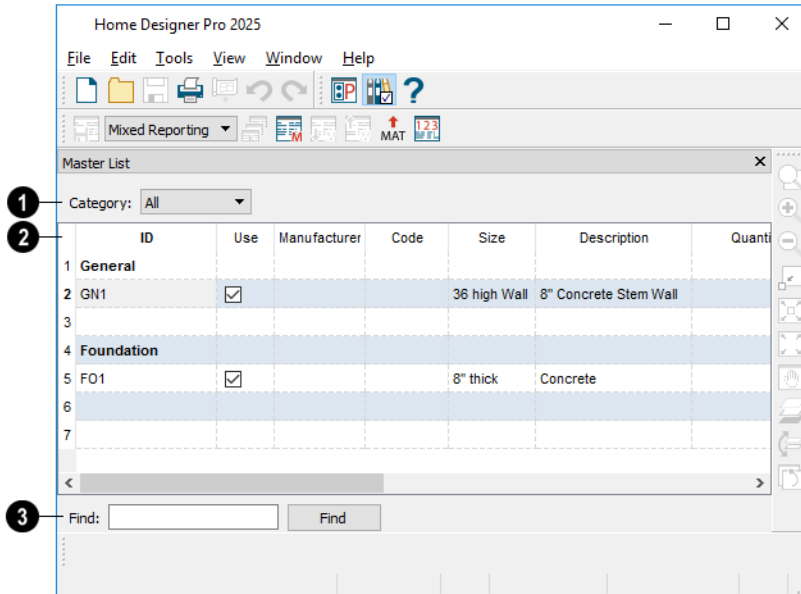 Home Designer Pro 2025
File Edit Tools View Window Help
P ?
Mixed Reporting M MAT 123
Master List
1 Category: All
2 ID Use Manufacturer Code Size Description Quanti
1 General
2 GN1 36 high Wall 8" Concrete Stem Wall
3
4 Foundation
5 FO1 8" thick Concrete
6
7
3 Find: Find